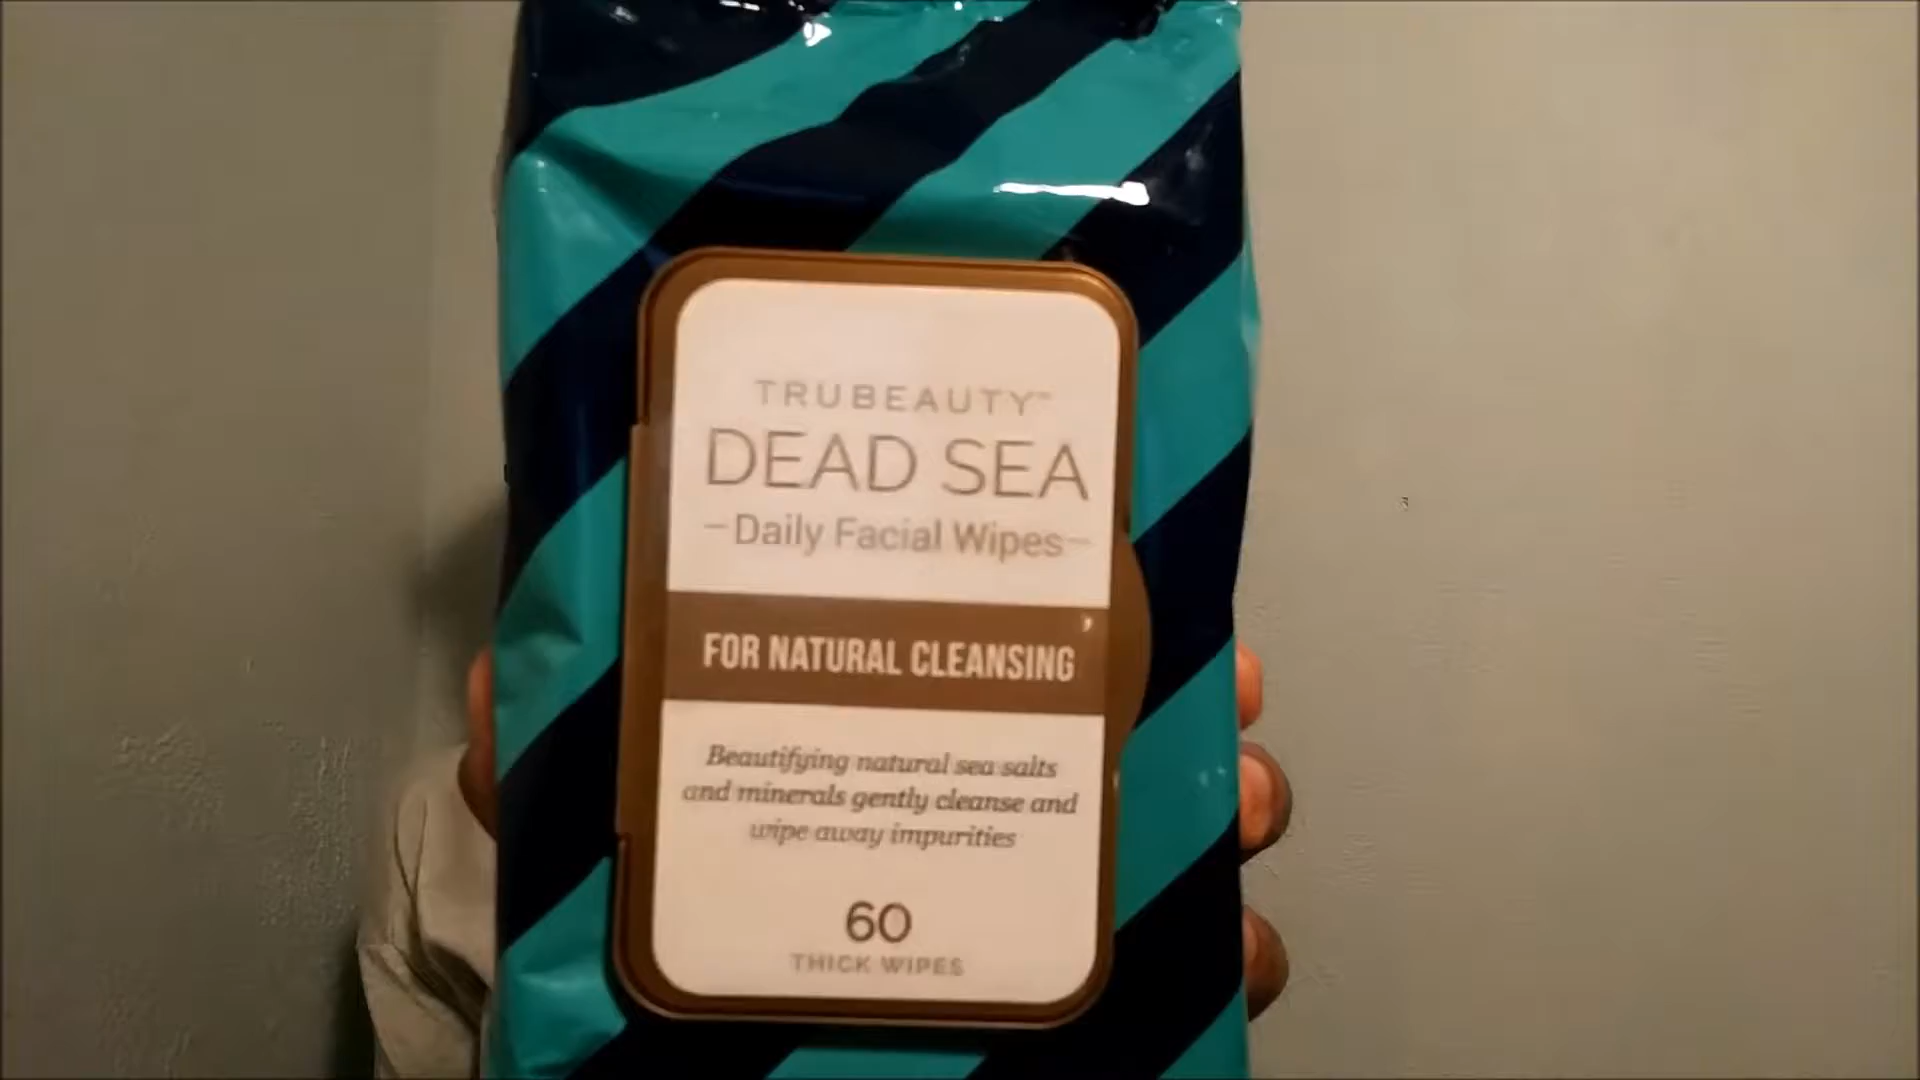 TRUBEAUTY™
DEAD SEA
–Daily Facial Wipes–
FOR NATURAL CLEANSING
Beautifying natural sea salts
and minerals gently cleanse and
wipe away impurities
60
THICK WIPES